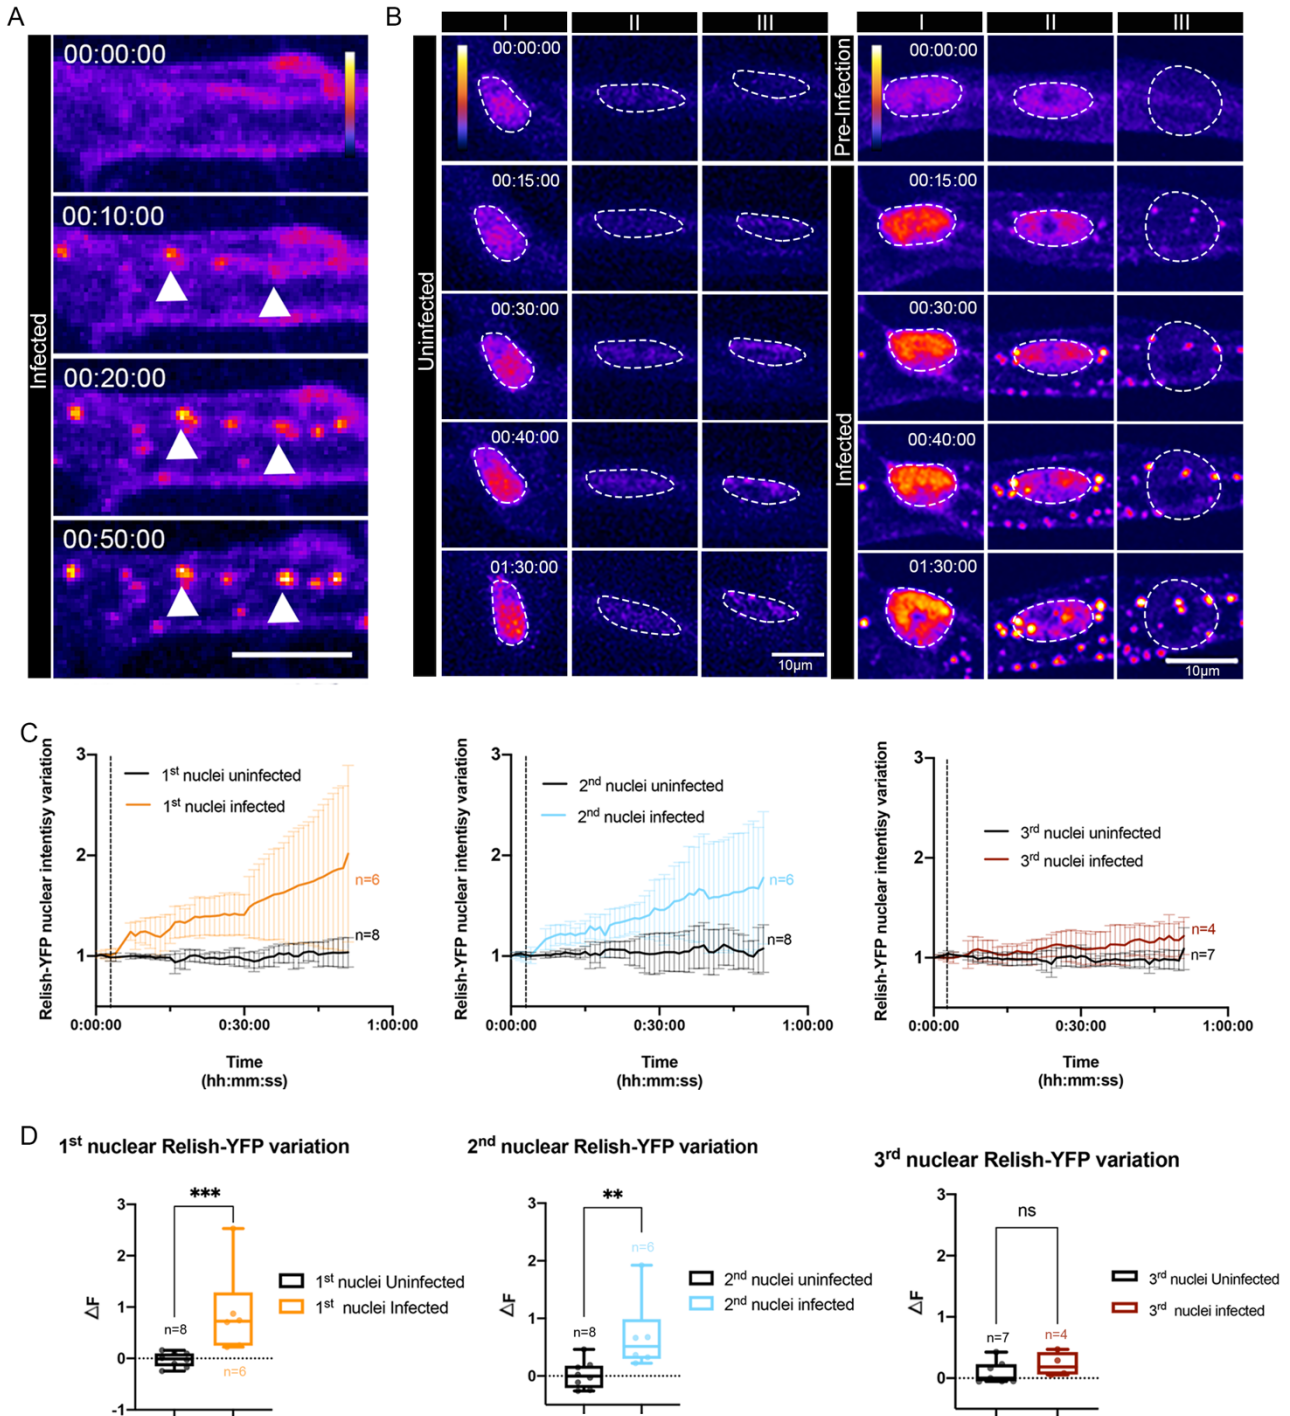 A
Infected
00:00:00
00:10:00
00:20:00
00:50:00
B
I II III
Uninfected
00:00:00
00:15:00
00:30:00
00:40:00
01:30:00
10µm
I II III
Pre-Infection
Infected
00:00:00
00:15:00
00:30:00
00:40:00
01:30:00
10µm
C
Relish-YFP nuclear intentisy variation
3
2
1
1st nuclei uninfected
1st nuclei infected
n=6
n=8
0:00:00 0:30:00 1:00:00
Time
(hh:mm:ss)
Relish-YFP nuclear intensity variation
3
2
1
2nd nuclei uninfected
2nd nuclei infected
n=6
n=8
0:00:00 0:30:00 1:00:00
Time
(hh:mm:ss)
Relish-YFP nuclear intensity variation
3
2
1
3rd nuclei uninfected
3rd nuclei infected
n=4
n=7
0:00:00 0:30:00 1:00:00
Time
(hh:mm:ss)
D
1st nuclear Relish-YFP variation
△F
3
2
1
0
-1
***
n=8
n=6
1st nuclei Uninfected
1st nuclei Infected
2nd nuclear Relish-YFP variation
△F
3
2
1
0
**
n=6
n=8
2nd nuclei uninfected
2nd nuclei infected
3rd nuclear Relish-YFP variation
△F
3
2
1
0
ns
n=7
n=4
3rd nuclei Uninfected
3rd nuclei infected